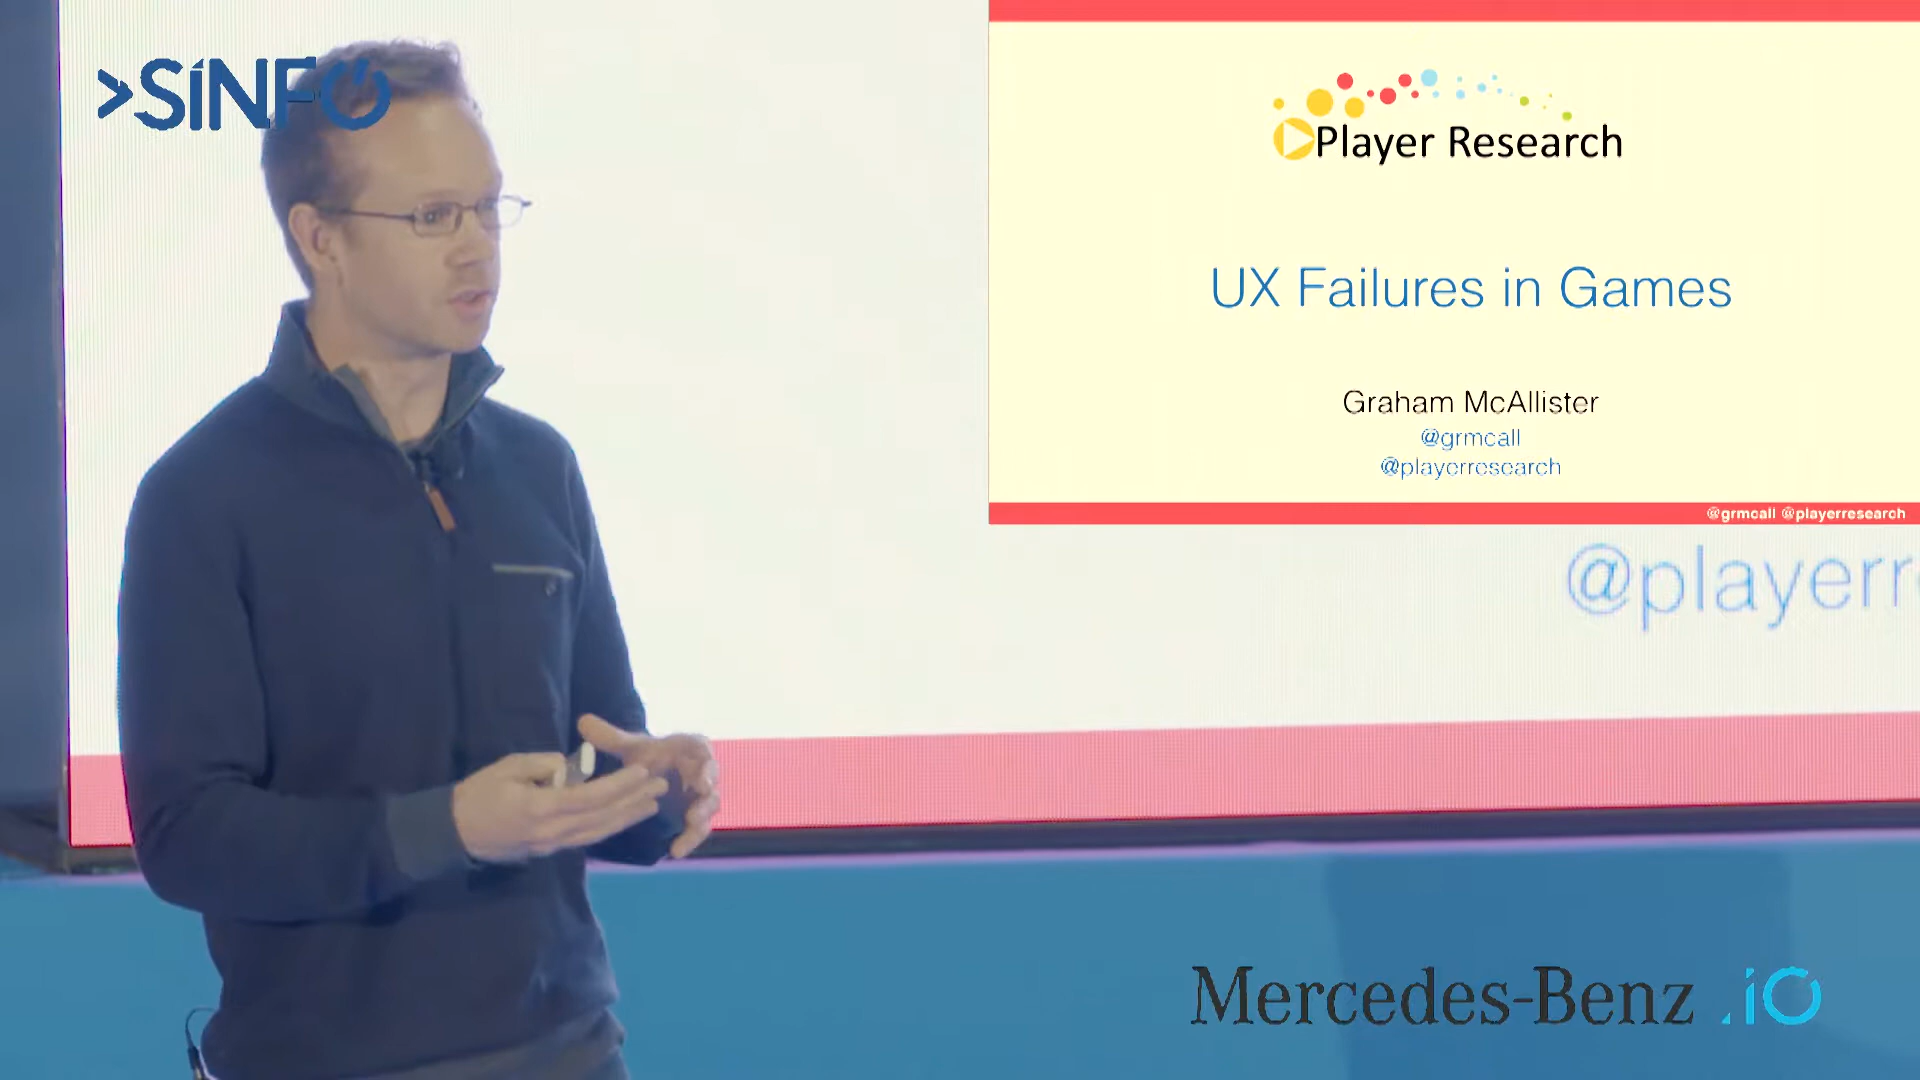 >SINFO
Player Research
UX Failures in Games
Graham McAllister
@grmcall
@playerresearch
@grmcall @playerresearch
@playerr
Mercedes-Benz .io